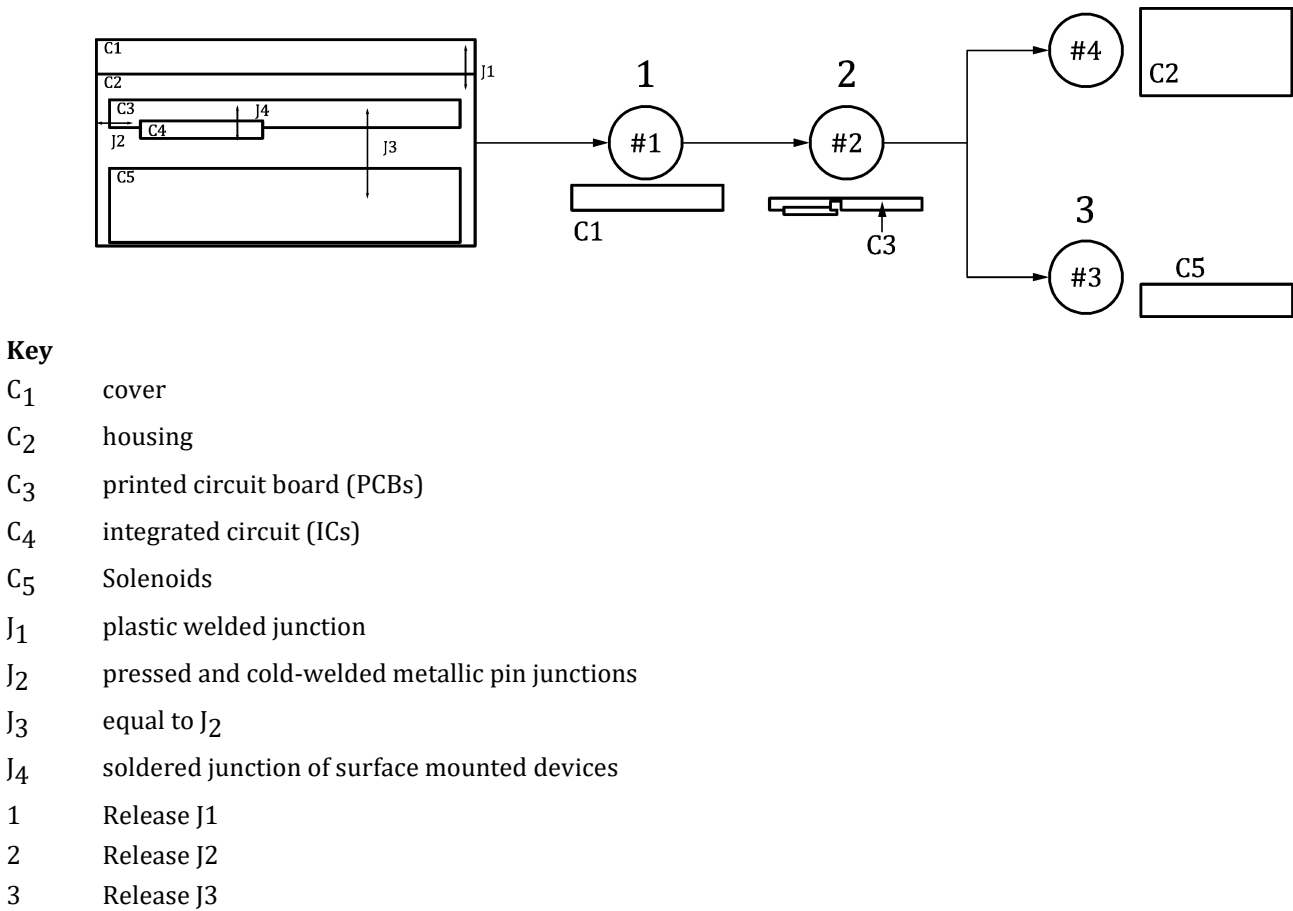 C1
J1
C2
C3
J4
C4
J2
J3
C5
1
#1
C1
2
#2
C3
#4
C2
3
#3
C5
Key
C1 cover
C2 housing
C3 printed circuit board (PCBs)
C4 integrated circuit (ICs)
C5 Solenoids
J1 plastic welded junction
J2 pressed and cold-welded metallic pin junctions
J3 equal to J2
J4 soldered junction of surface mounted devices
1 Release J1
2 Release J2
3 Release J3